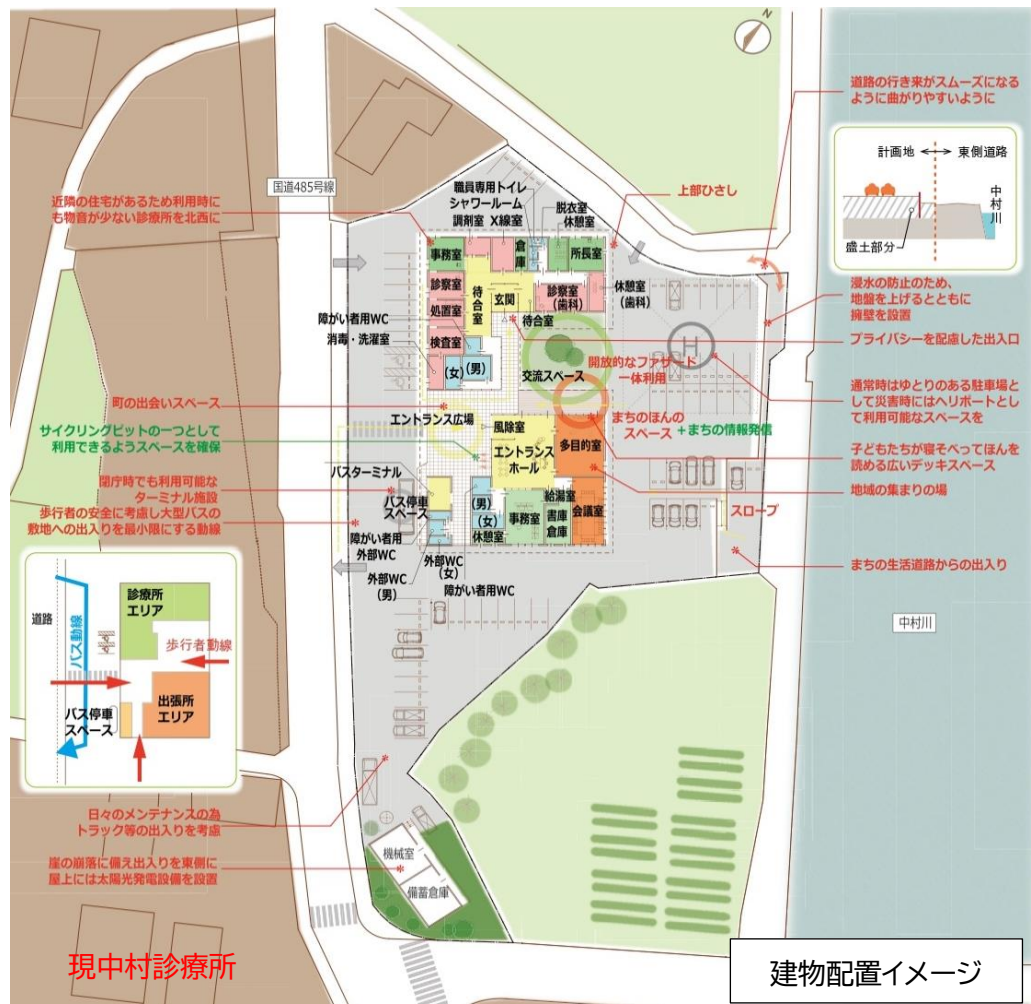 N
道路の行き来がスムーズになる
ように曲がりやすいように
計画地
東側道路
中村川
盛土部分
国道485号線
近隣の住宅があるため利用時に
も物音が少ない診療所を北西に
職員専用トイレ
シャワールーム
調剤室
X線室
脱衣室
休憩室
上部ひさし
事務室
倉庫
所長室
診察室
待合室
玄関
診察室
(歯科)
休憩室
(歯科)
処置室
待合室
障がい者用WC
消毒・洗濯室
検査室
(女)
(男)
H
浸水の防止のため、
地盤を上げるとともに
擁壁を設置
プライバシーを配慮した出入口
開放的なファサード
一体利用
交流スペース
通常時はゆとりのある駐車場と
して災害時にはヘリポートとし
て利用可能なスペースを
町の出会いスペース
エントランス広場
サイクリングピットの一つとして
利用できるようスペースを確保
まちのほんの
スペース
+まちの情報発信
風除室
エントランス
ホール
多目的室
子どもたちが寝そべってほんを
読める広いデッキスペース
地域の集まりの場
閉庁時でも利用可能な
ターミナル施設
バスターミナル
バス停車
スペース
歩行者の安全に考慮し大型バスの
敷地への出入りを最小限にする動線
(男)
(女)
休憩室
事務室
給湯室
書庫
倉庫
会議室
スロープ
障がい者用
外部WC
外部WC
(女)
外部WC
(男)
障がい者用WC
まちの生活道路からの出入り
中村川
道路
バス動線
診療所
エリア
歩行者動線
バス停車
スペース
出張所
エリア
日々のメンテナンスの為
トラック等の出入りを考慮
崖の崩落に備え出入りを東側に
屋上には太陽光発電設備を設置
機械室
備蓄倉庫
現中村診療所
建物配置イメージ